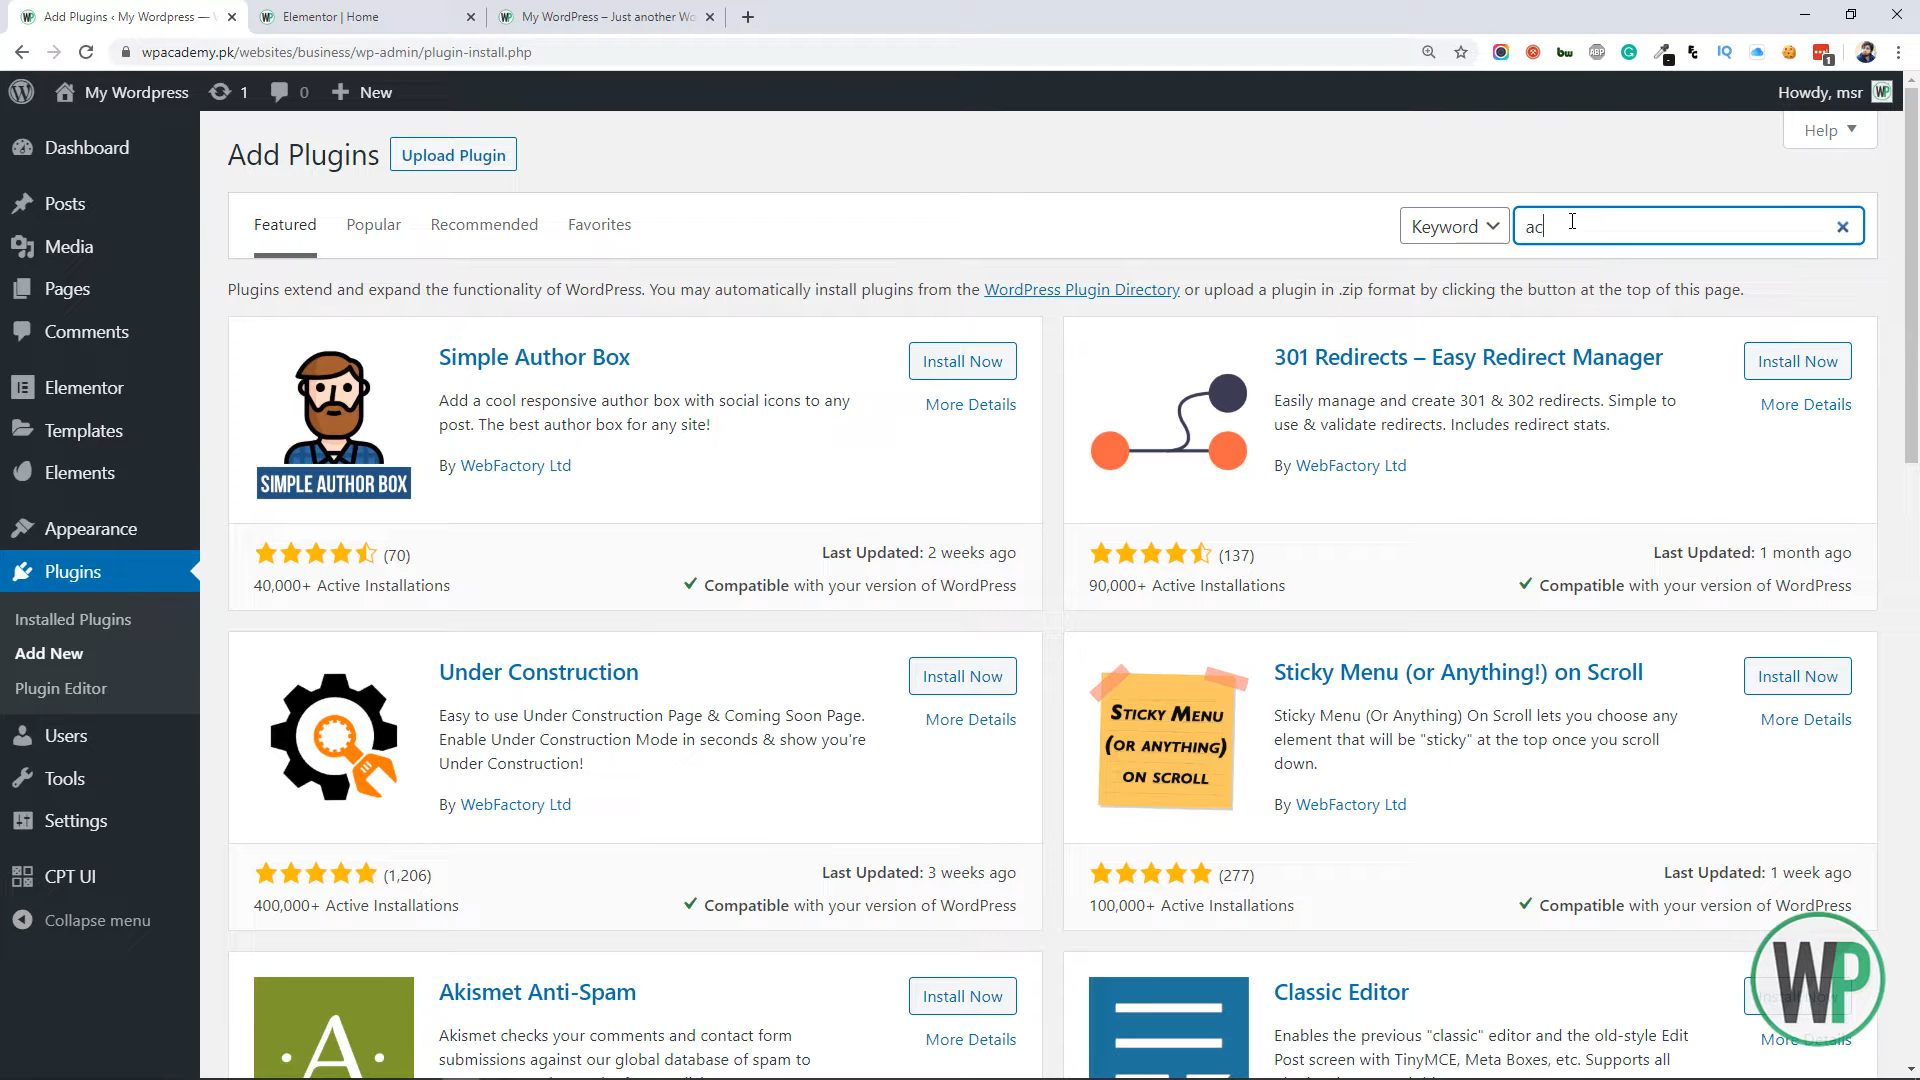 Add Plugins ‹ My Wordpress —
Elementor | Home
My WordPress – Just another Wo
wpacademy.pk/websites/business/wp-admin/plugin-install.php
My Wordpress
1
0
New
Howdy, msr
Dashboard
Posts
Media
Pages
Comments
Elementor
Templates
Elements
Appearance
Plugins
Installed Plugins
Add New
Plugin Editor
Users
Tools
Settings
CPT UI
Collapse menu
Help
Add Plugins
Upload Plugin
Featured
Popular
Recommended
Favorites
Keyword
ac
Plugins extend and expand the functionality of WordPress. You may automatically install plugins from the WordPress Plugin Directory or upload a plugin in .zip format by clicking the button at the top of this page.
SIMPLE AUTHOR BOX
Simple Author Box
Install Now
More Details
Add a cool responsive author box with social icons to any
post. The best author box for any site!
By WebFactory Ltd
(70)
40,000+ Active Installations
Last Updated: 2 weeks ago
Compatible with your version of WordPress
301 Redirects – Easy Redirect Manager
Install Now
More Details
Easily manage and create 301 & 302 redirects. Simple to
use & validate redirects. Includes redirect stats.
By WebFactory Ltd
(137)
90,000+ Active Installations
Last Updated: 1 month ago
Compatible with your version of WordPress
Under Construction
Install Now
More Details
Easy to use Under Construction Page & Coming Soon Page.
Enable Under Construction Mode in seconds & show you're
Under Construction!
By WebFactory Ltd
(1,206)
400,000+ Active Installations
Last Updated: 3 weeks ago
Compatible with your version of WordPress
STICKY MENU
(OR ANYTHING)
ON SCROLL
Sticky Menu (or Anything!) on Scroll
Install Now
More Details
Sticky Menu (Or Anything) On Scroll lets you choose any
element that will be "sticky" at the top once you scroll
down.
By WebFactory Ltd
(277)
100,000+ Active Installations
Last Updated: 1 week ago
Compatible with your version of WordPress
A
Akismet Anti-Spam
Install Now
More Details
Akismet checks your comments and contact form
submissions against our global database of spam to
Classic Editor
Enables the previous "classic" editor and the old-style Edit
Post screen with TinyMCE, Meta Boxes, etc. Supports all
WP